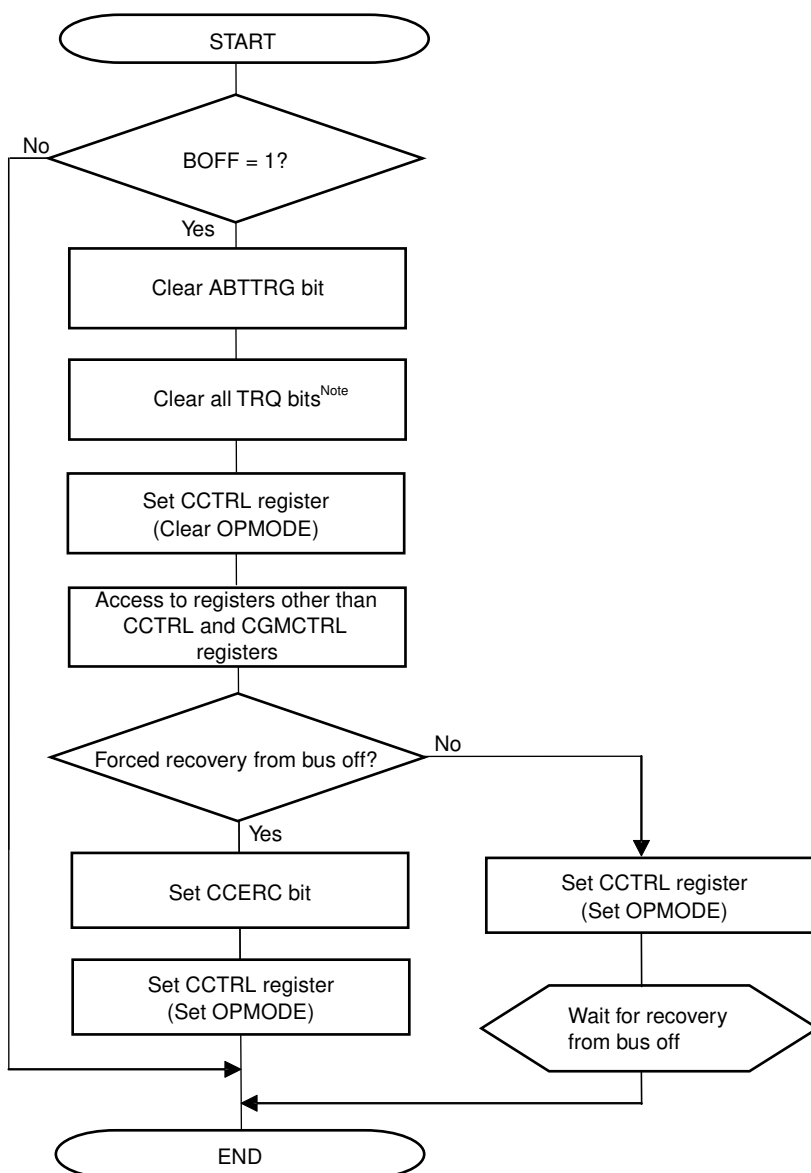 START
No
BOFF = 1?
Yes
Clear ABTTRG bit
Clear all TRQ bitsNote
Set CCTRL register
(Clear OPMODE)
Access to registers other than
CCTRL and CGMCTRL
registers
Forced recovery from bus off?
No
Yes
Set CCERC bit
Set CCTRL register
(Set OPMODE)
Set CCTRL register
(Set OPMODE)
Wait for recovery
from bus off
END